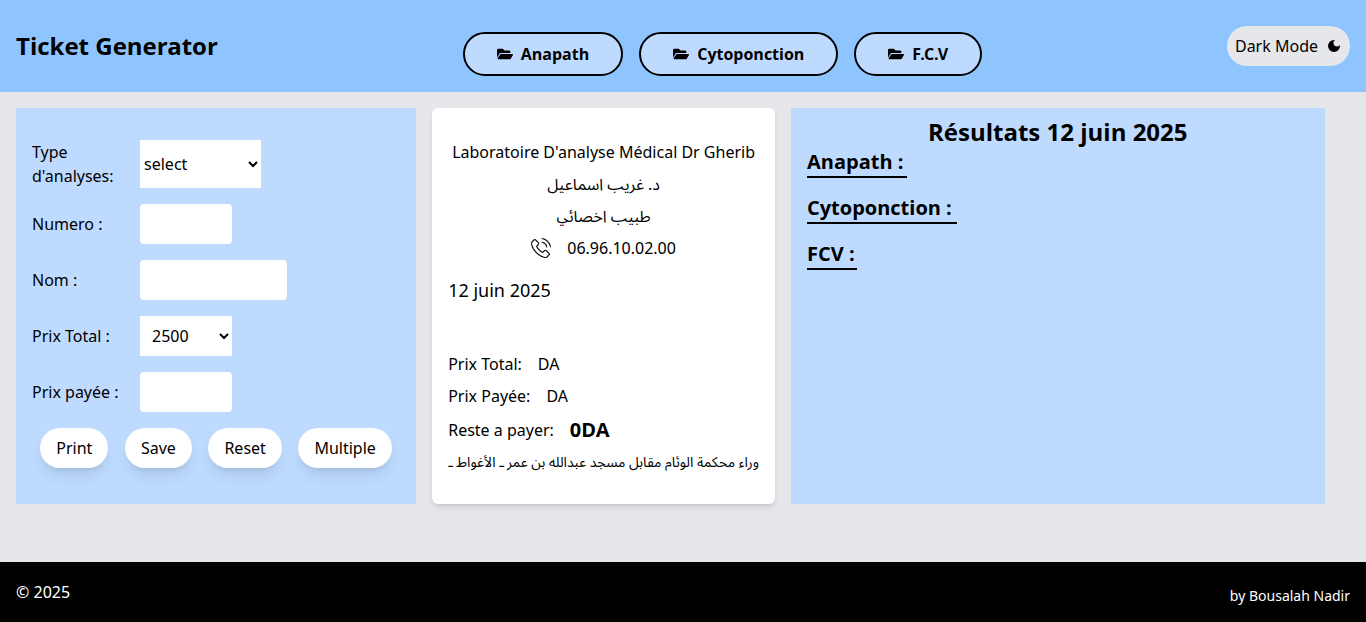 Ticket Generator
Anapath
Cytoponction
F.C.V
Dark Mode
Type d'analyses:
select
Numero :
Nom :
Prix Total :
2500
Prix payée :
Print
Save
Reset
Multiple
Laboratoire D'analyse Médical Dr Gherib
د. غريب اسماعيل
طبيب اخصائي
06.96.10.02.00
12 juin 2025
Prix Total: DA
Prix Payée: DA
Reste a payer: 0DA
وراء محكمة الوئام مقابل مسجد عبدالله بن عمر ـ الأغواط ـ
Résultats 12 juin 2025
Anapath :
Cytoponction :
FCV :
© 2025
by Bousalah Nadir